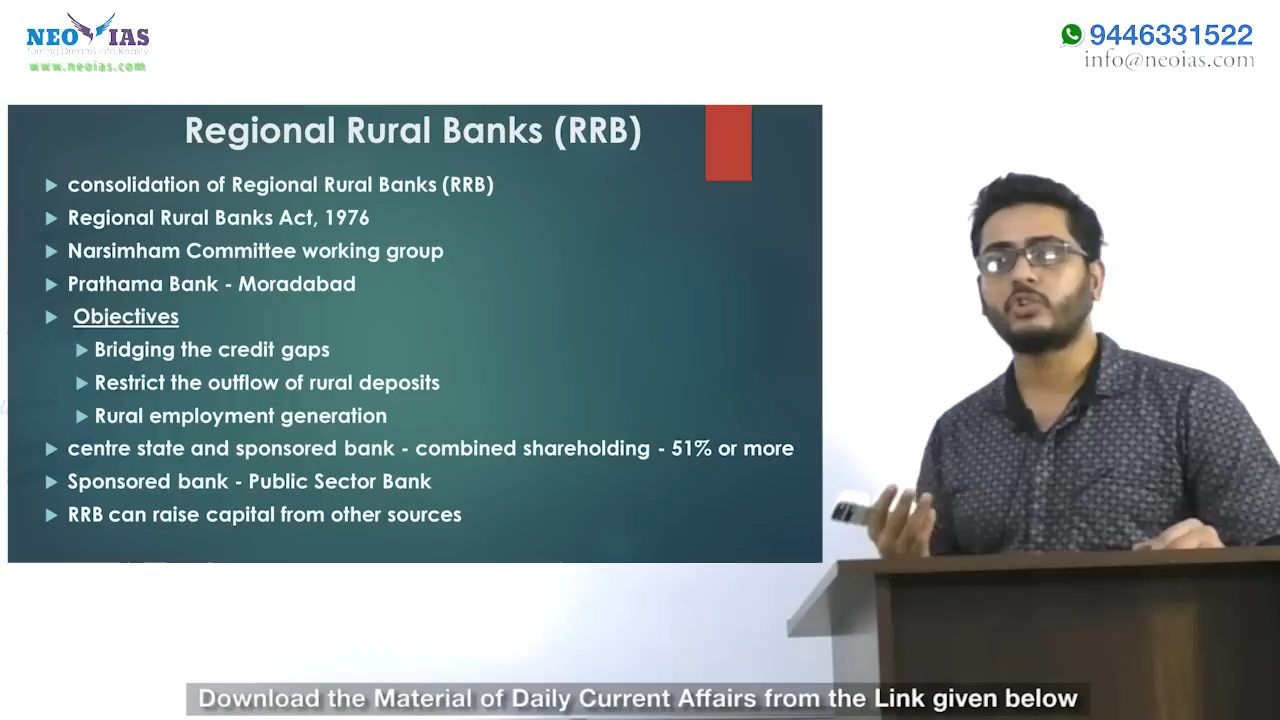 NEO IAS
Turning Dreams into Reality
www.neoias.com
9446331522
info@neoias.com
Regional Rural Banks (RRB)
consolidation of Regional Rural Banks (RRB)
Regional Rural Banks Act, 1976
Narsimham Committee working group
Prathama Bank - Moradabad
Objectives
Bridging the credit gaps
Restrict the outflow of rural deposits
Rural employment generation
centre state and sponsored bank - combined shareholding - 51% or more
Sponsored bank - Public Sector Bank
RRB can raise capital from other sources
Download the Material of Daily Current Affairs from the Link given below